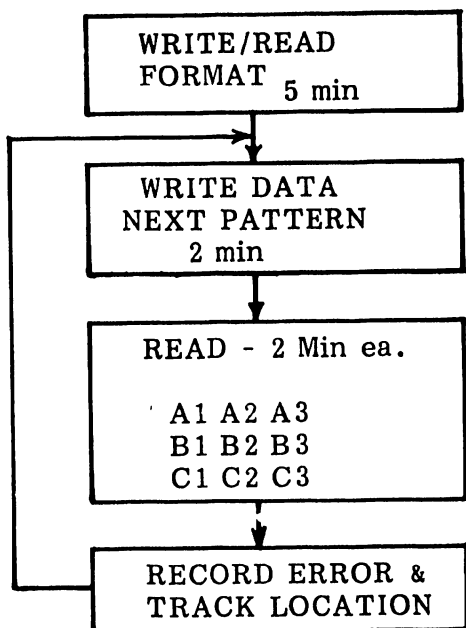 WRITE/READ
FORMAT 5 min
WRITE DATA
NEXT PATTERN
2 min
READ - 2 Min ea.
A1 A2 A3
B1 B2 B3
C1 C2 C3
RECORD ERROR &
TRACK LOCATION